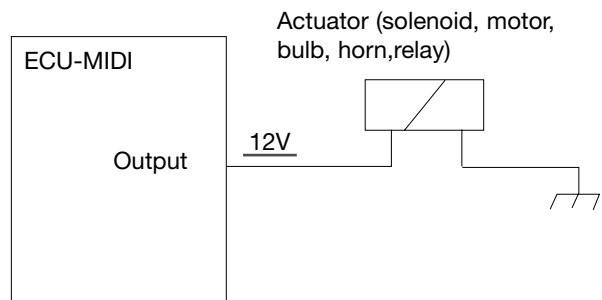 Actuator (solenoid, motor,
bulb, horn,relay)
ECU-MIDI
12V
Output